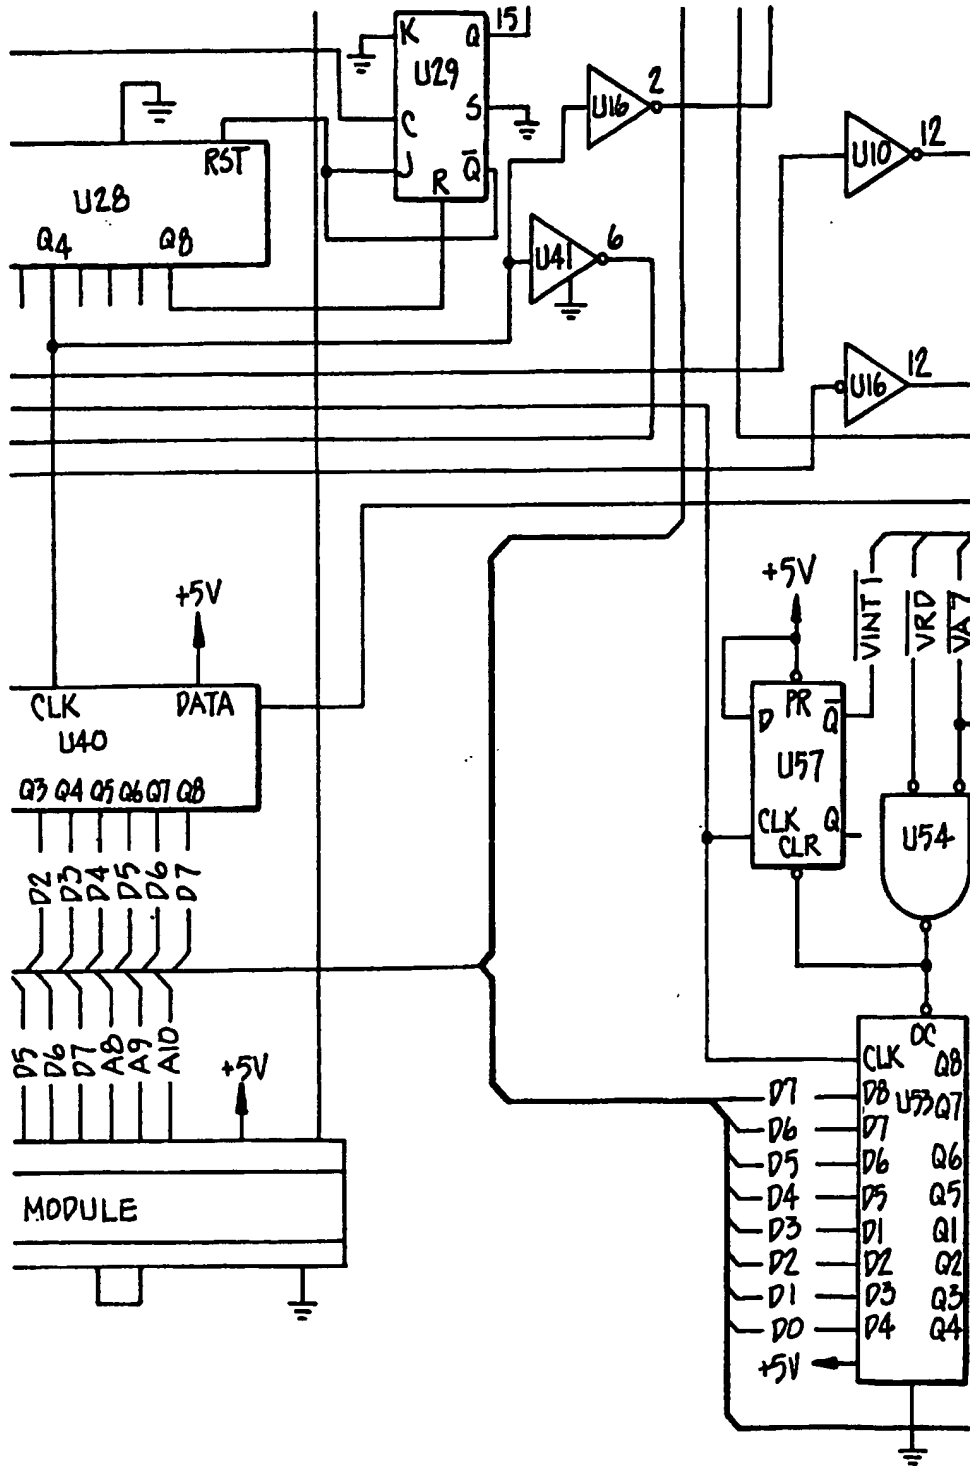 K Q 15
U29
C S
J Q
R
U16 2
U10 12
RST
U28
Q4 Q8
U41 6
U16 12
+5V
+5V
VINT1
VRD
VA7
CLK DATA
U40
Q3 Q4 Q5 Q6 Q7 Q8
PR
D Q
U57
CLK Q
CLR
U54
D2 D3 D4 D5 D6 D7
D5 D6 D7 A8 A9 A10
+5V
OC
CLK Q8
D7 D8 U53 Q7
D6 D7
D5 D6 Q6
D4 D5 Q5
D3 D1 Q1
D2 D2 Q2
D1 D3 Q3
D0 D4 Q4
+5V
MODULE